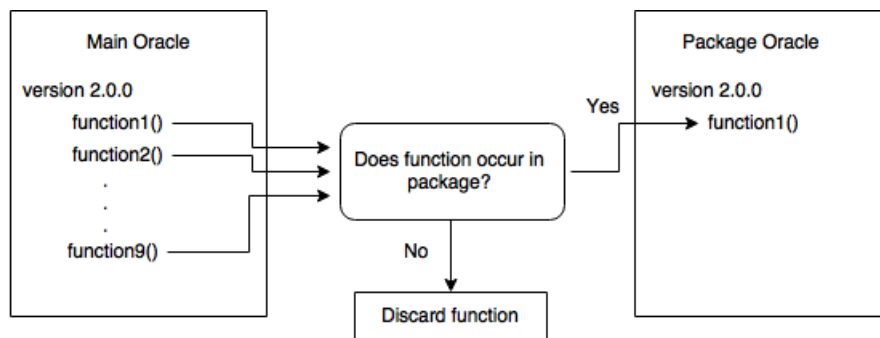 Main Oracle
version 2.0.0
function1()
function2()
.
.
.
function9()
Does function occur in
package?
Yes
No
Discard function
Package Oracle
version 2.0.0
function1()